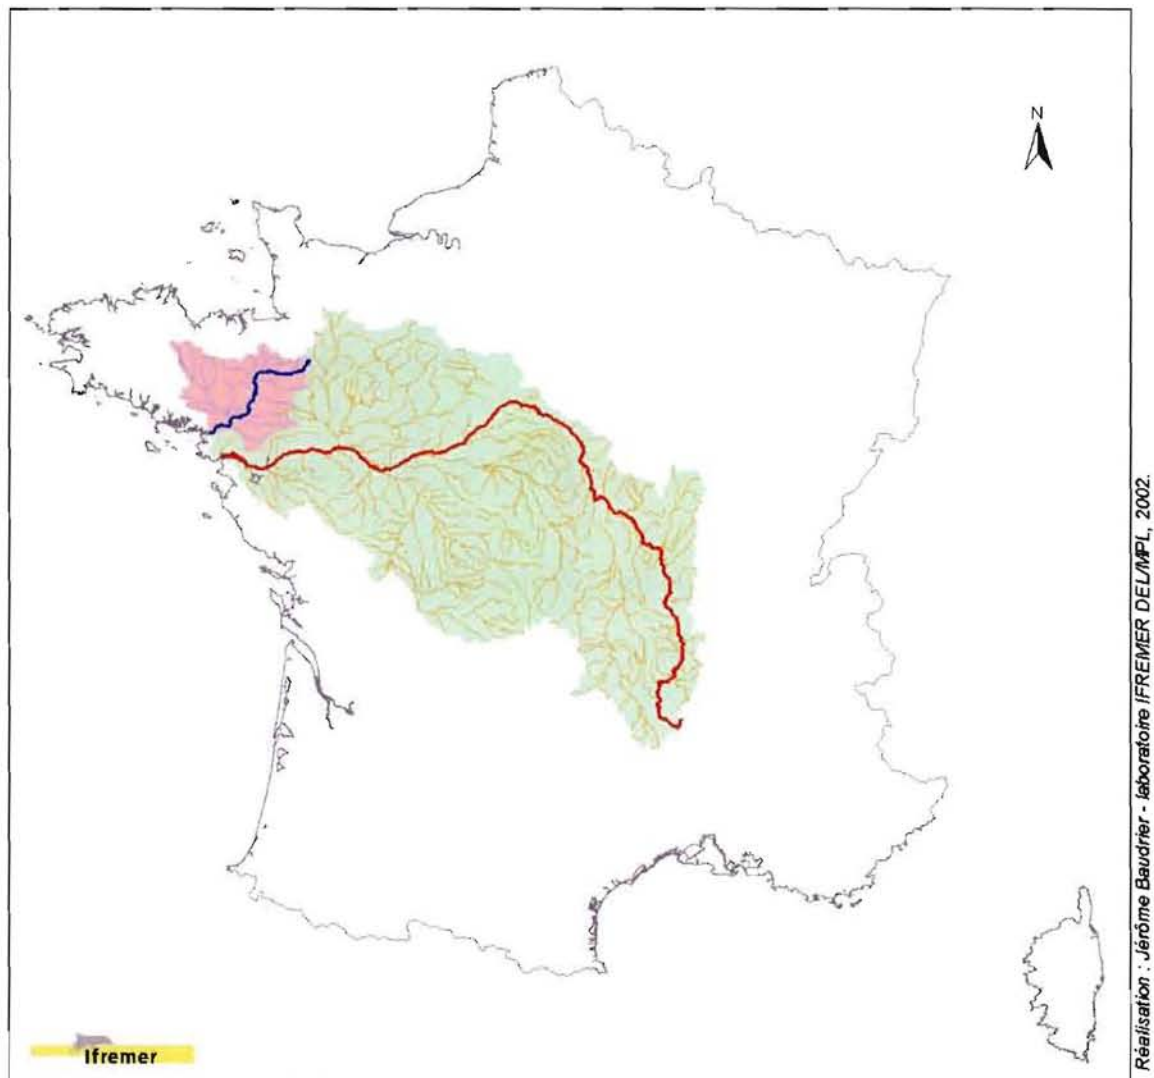 N
Réalisation : Jérôme Baudrier - laboratoire IFREMER DEL/MPL, 2002.
Ifremer